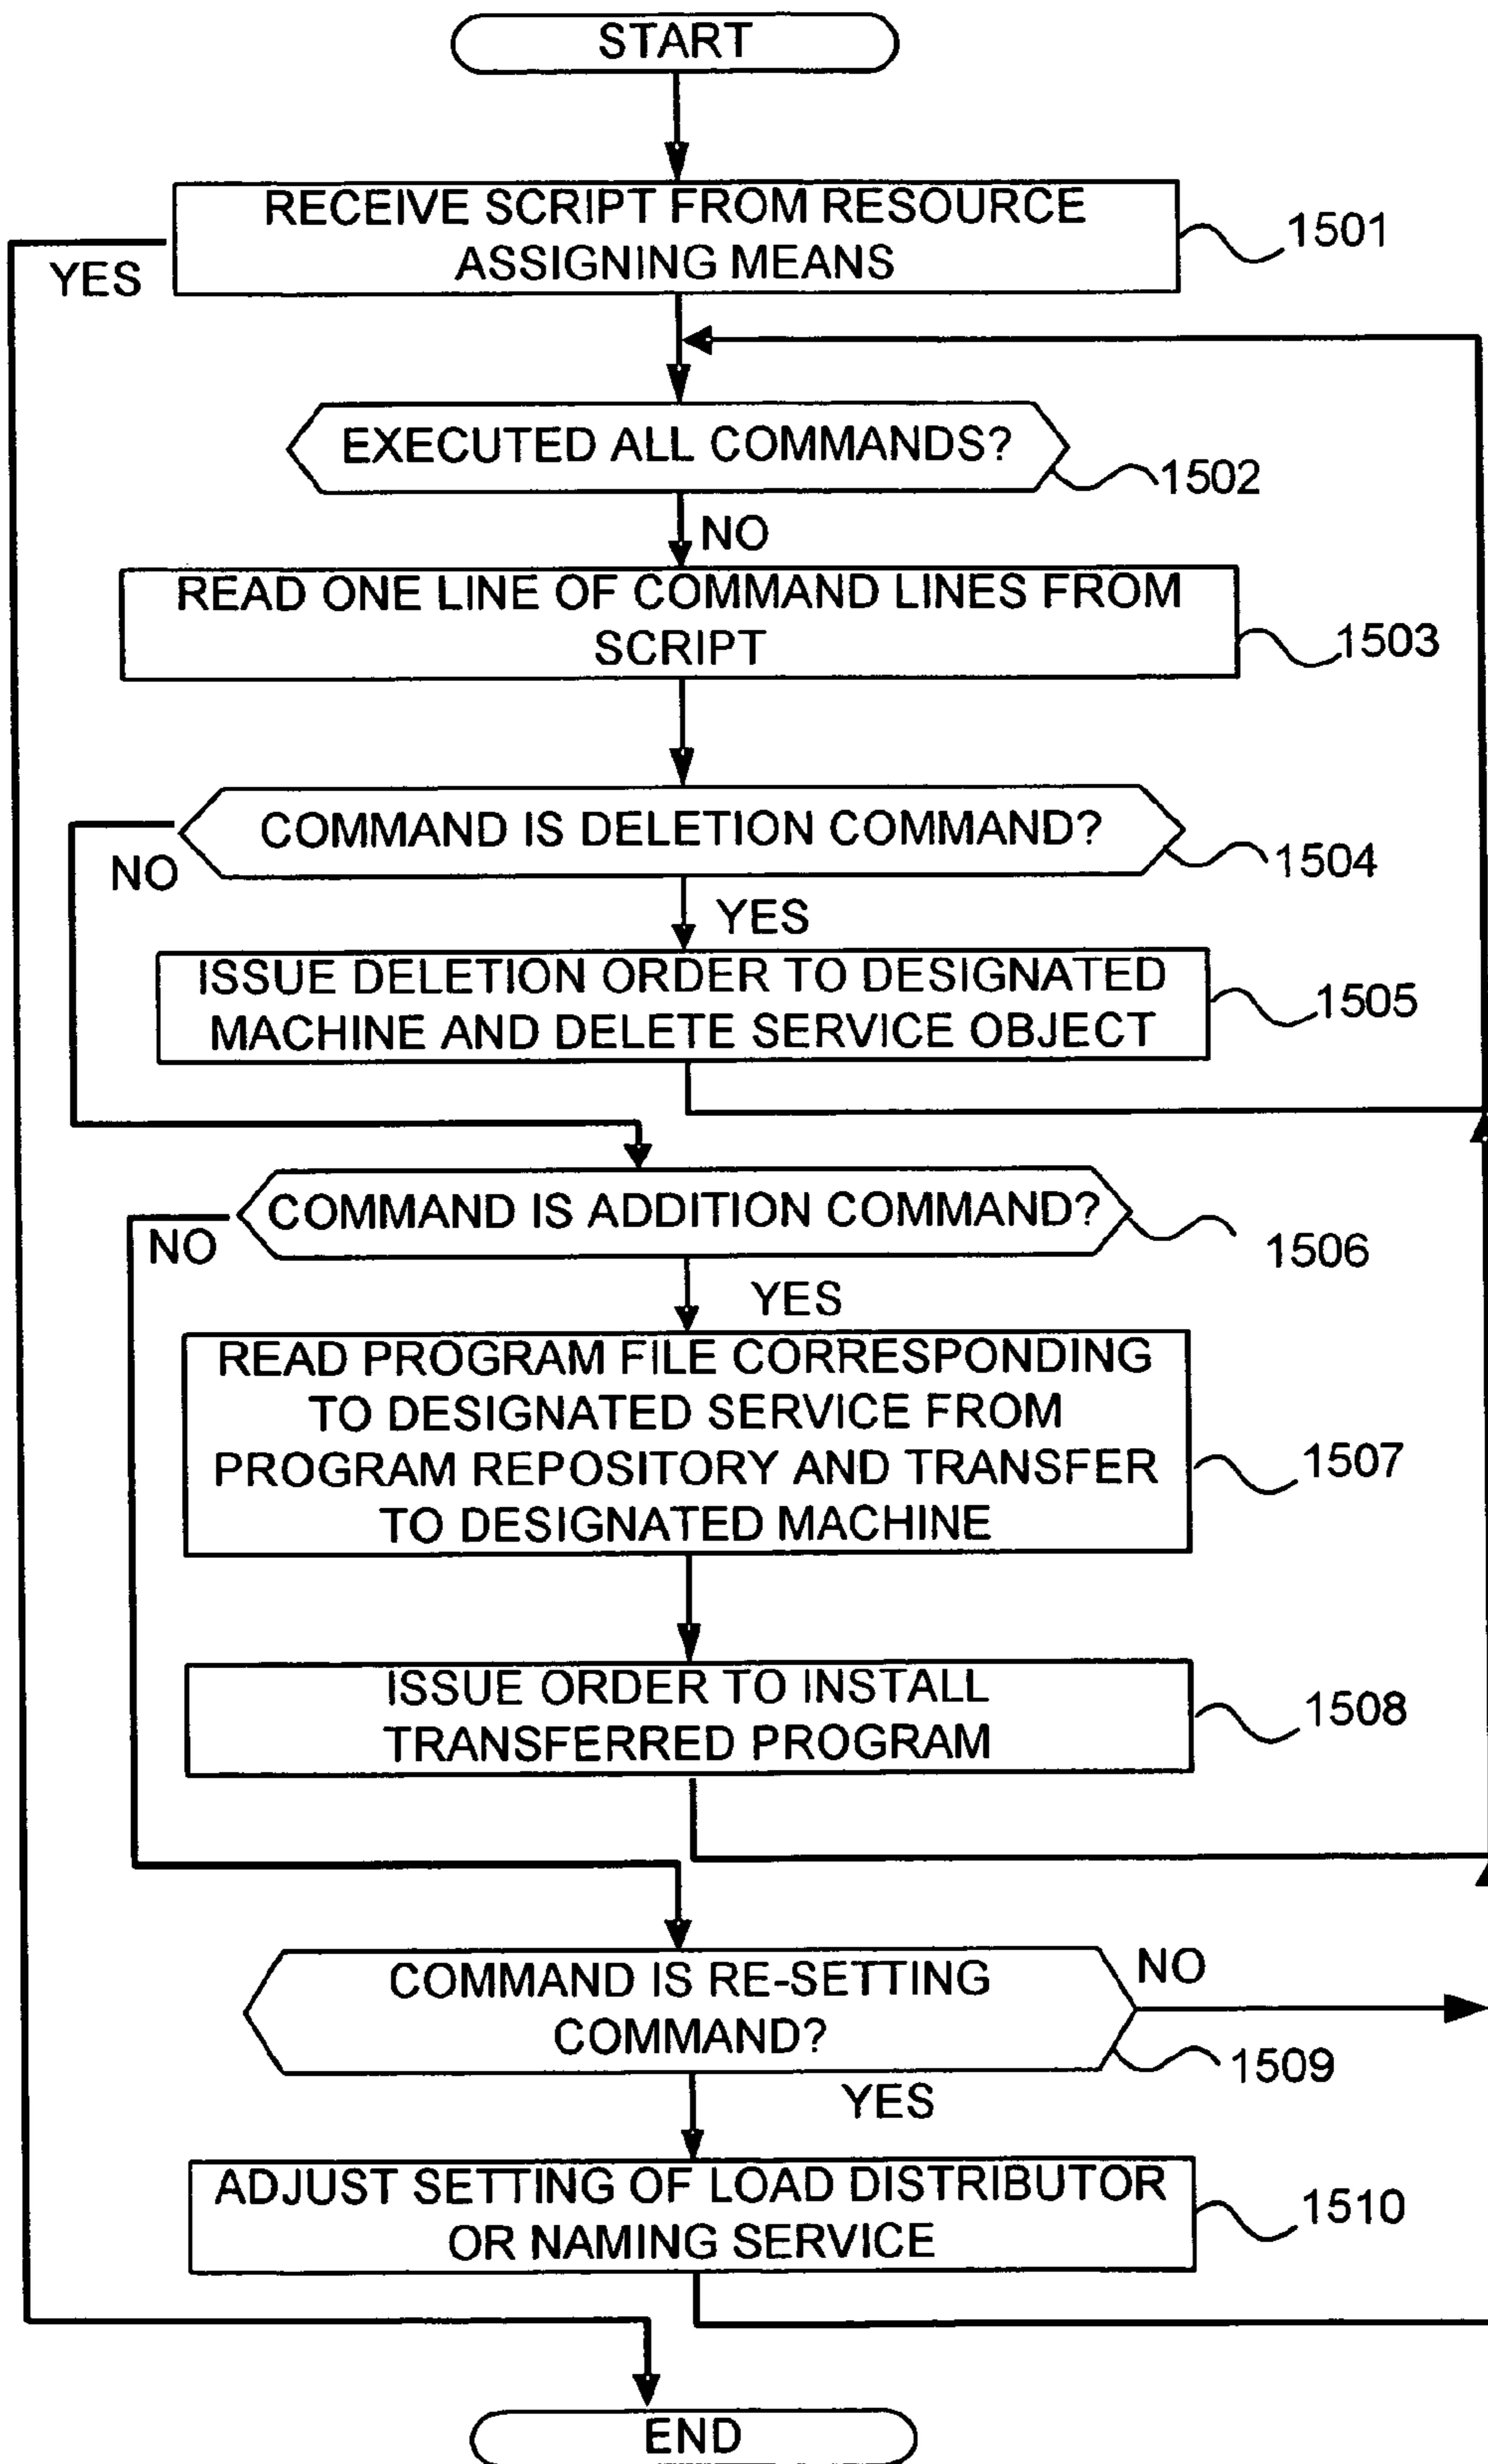 START
RECEIVE SCRIPT FROM RESOURCE
ASSIGNING MEANS
1501
YES
EXECUTED ALL COMMANDS?
1502
NO
READ ONE LINE OF COMMAND LINES FROM
SCRIPT
1503
COMMAND IS DELETION COMMAND?
1504
NO
YES
ISSUE DELETION ORDER TO DESIGNATED
MACHINE AND DELETE SERVICE OBJECT
1505
COMMAND IS ADDITION COMMAND?
1506
NO
YES
READ PROGRAM FILE CORRESPONDING
TO DESIGNATED SERVICE FROM
PROGRAM REPOSITORY AND TRANSFER
TO DESIGNATED MACHINE
1507
ISSUE ORDER TO INSTALL
TRANSFERRED PROGRAM
1508
COMMAND IS RE-SETTING
COMMAND?
NO
1509
YES
ADJUST SETTING OF LOAD DISTRIBUTOR
OR NAMING SERVICE
1510
END